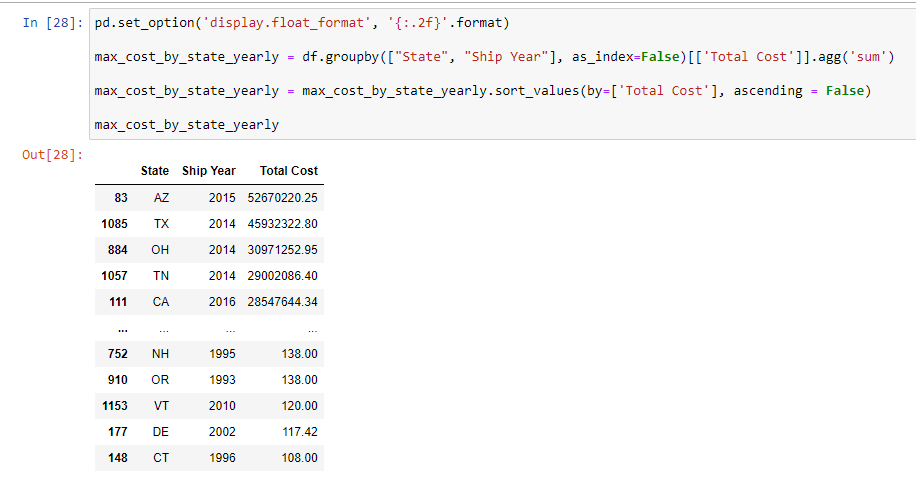 In [28]: pd.set_option('display.float_format', '{:.2f}'.format)
max_cost_by_state_yearly = df.groupby(["State", "Ship Year"], as_index=False)[['Total Cost']].agg('sum')
max_cost_by_state_yearly = max_cost_by_state_yearly.sort_values(by=['Total Cost'], ascending = False)
max_cost_by_state_yearly
Out[28]:
State Ship Year Total Cost
83 AZ 2015 52670220.25
1085 TX 2014 45932322.80
884 OH 2014 30971252.95
1057 TN 2014 29002086.40
111 CA 2016 28547644.34
... ... ... ...
752 NH 1995 138.00
910 OR 1993 138.00
1153 VT 2010 120.00
177 DE 2002 117.42
148 CT 1996 108.00